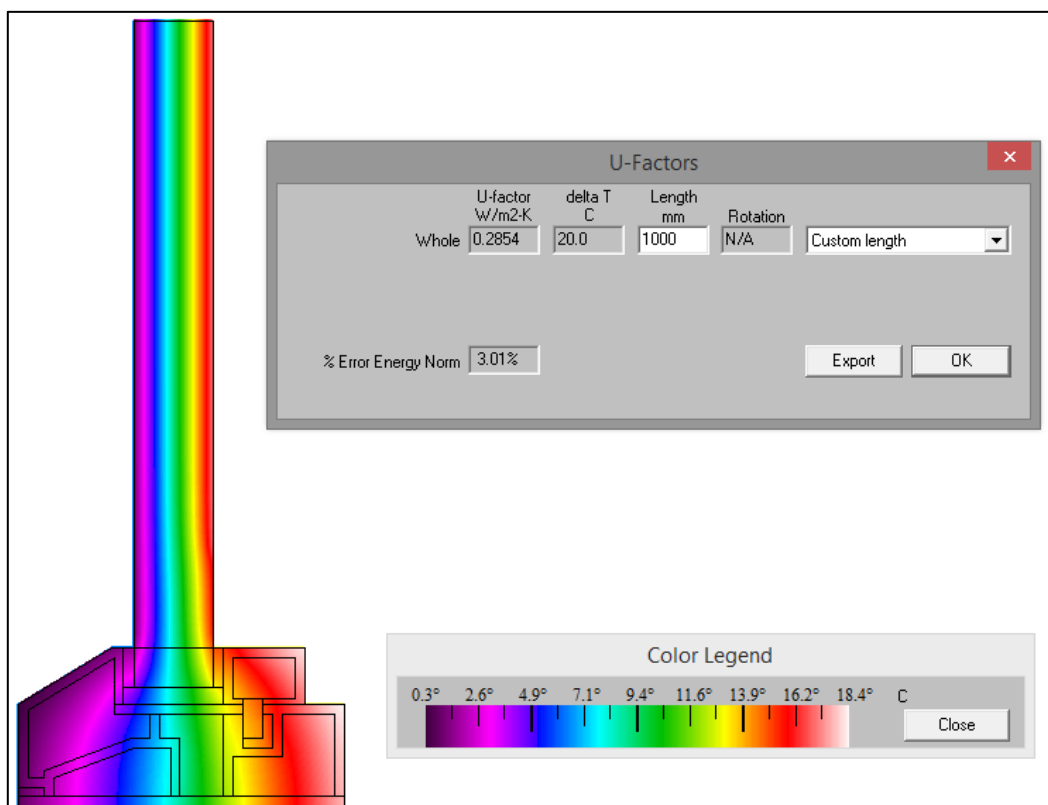 U-Factors
U-factor delta T Length
W/m2-K C mm Rotation
Whole 0.2854 20.0 1000 N/A Custom length
% Error Energy Norm 3.01% Export OK
Color Legend
0.3° 2.6° 4.9° 7.1° 9.4° 11.6° 13.9° 16.2° 18.4° C
Close